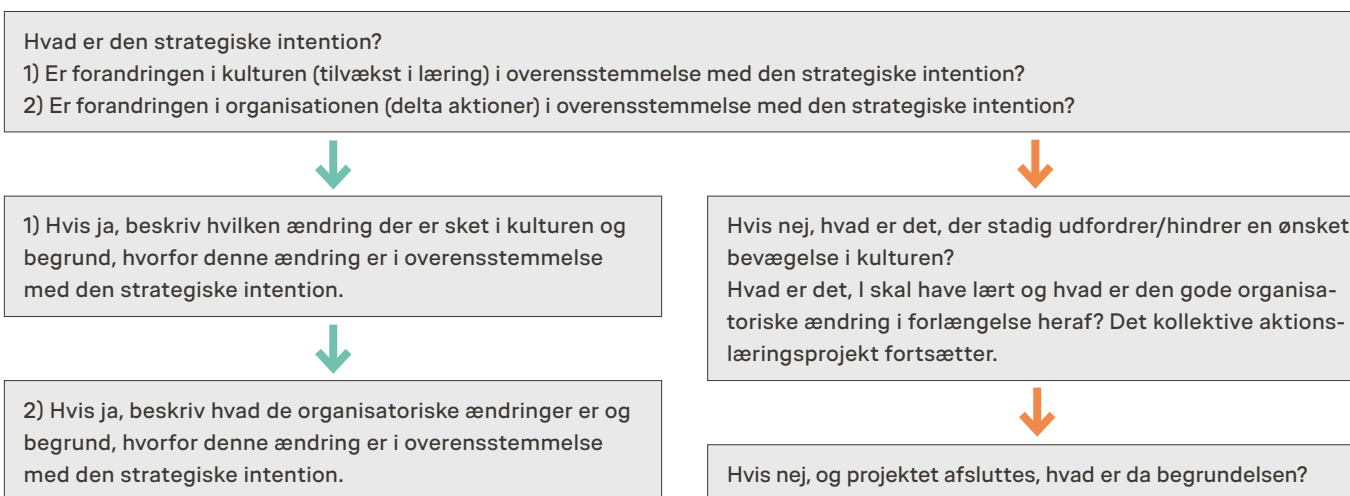 Hvad er den strategiske intention?
1) Er forandringen i kulturen (tilvækst i læring) i overensstemmelse med den strategiske intention?
2) Er forandringen i organisationen (delta aktioner) i overensstemmelse med den strategiske intention?
1) Hvis ja, beskriv hvilken ændring der er sket i kulturen og
begrund, hvorfor denne ændring er i overensstemmelse
med den strategiske intention.
2) Hvis ja, beskriv hvad de organisatoriske ændringer er og
begrund, hvorfor denne ændring er i overensstemmelse
med den strategiske intention.
Hvis nej, hvad er det, der stadig udfordrer/hindrer en ønsket
bevægelse i kulturen?
Hvad er det, I skal have lært og hvad er den gode organisa-
toriske ændring i forlængelse heraf? Det kollektive aktions-
læringsprojekt fortsætter.
Hvis nej, og projektet afsluttes, hvad er da begrundelsen?